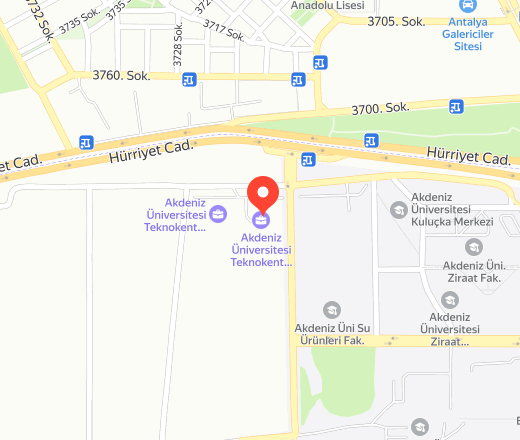 Anadolu Lisesi
3705. Sok.
3732 Sok.
3735 Sok.
3735
3728 Sok.
3717 Sok.
Antalya
Galericiler
Sitesi
3760. Sok.
3700. Sok.
Hürriyet Cad.
Hürriyet Cad.
yet Cad.
Akdeniz
Üniversitesi
Teknokent...
Akdeniz
Üniversitesi
Teknokent...
Akdeniz
Üniversitesi
Kuluçka Merkezi
Akdeniz Üni.
Ziraat Fak.
Akdeniz
Üniversitesi
Ziraat...
Akdeniz Üni Su
Ürünleri Fak.